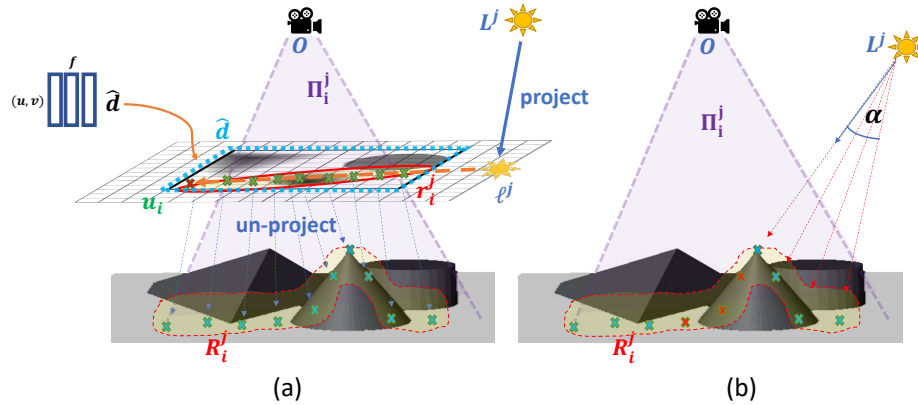 O
L^j
f
(u, v)
d̂
Π_i^j
project
d̂
u_i
r_i^j
ℓ^j
un-project
R_i^j
(a)
O
L^j
α
Π_i^j
R_i^j
(b)